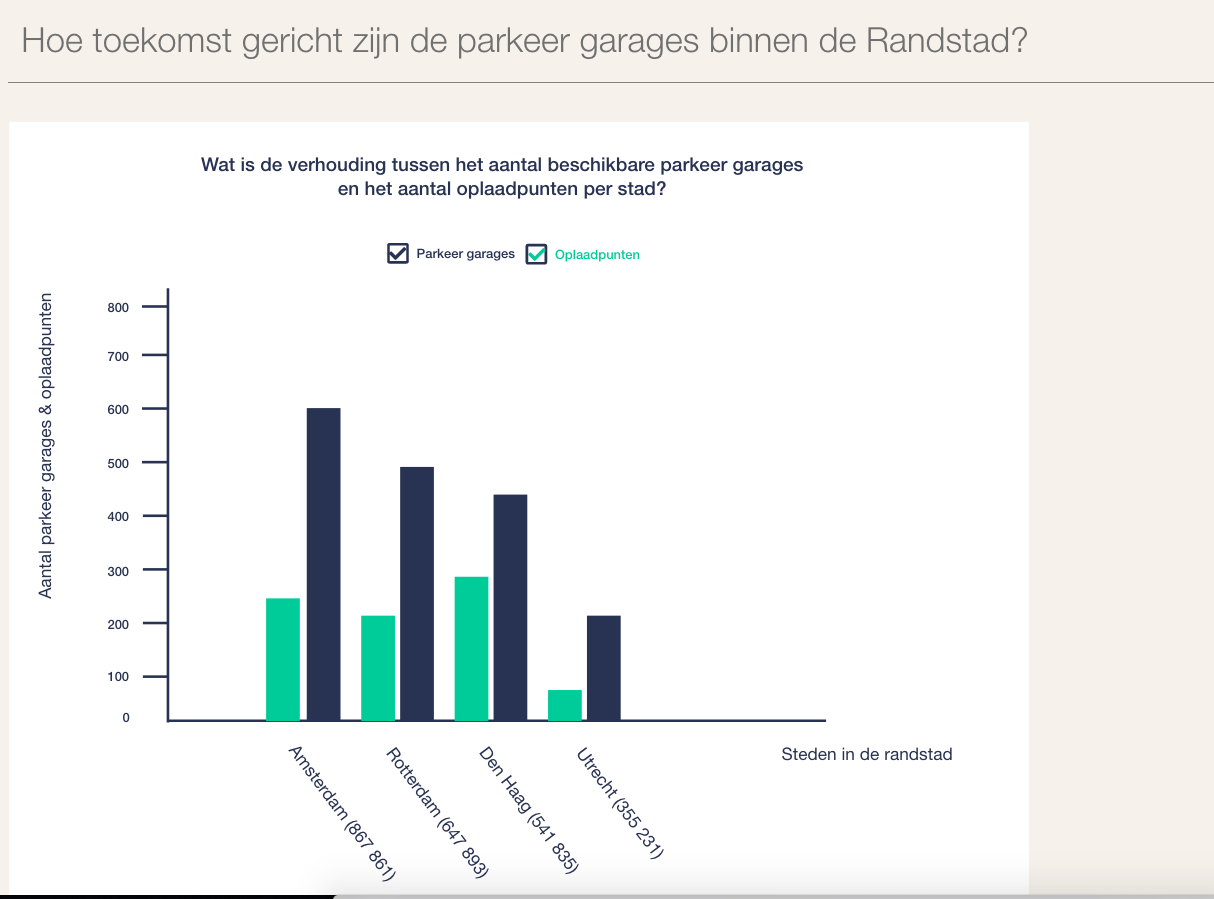 Hoe toekomst gericht zijn de parkeer garages binnen de Randstad?
Wat is de verhouding tussen het aantal beschikbare parkeer garages
en het aantal oplaadpunten per stad?
Parkeer garages
Oplaadpunten
Aantal parkeer garages & oplaadpunten
800
700
600
500
400
300
200
100
0
Amsterdam (867 861)
Rotterdam (647 893)
Den Haag (541 835)
Utrecht (355 231)
Steden in de randstad